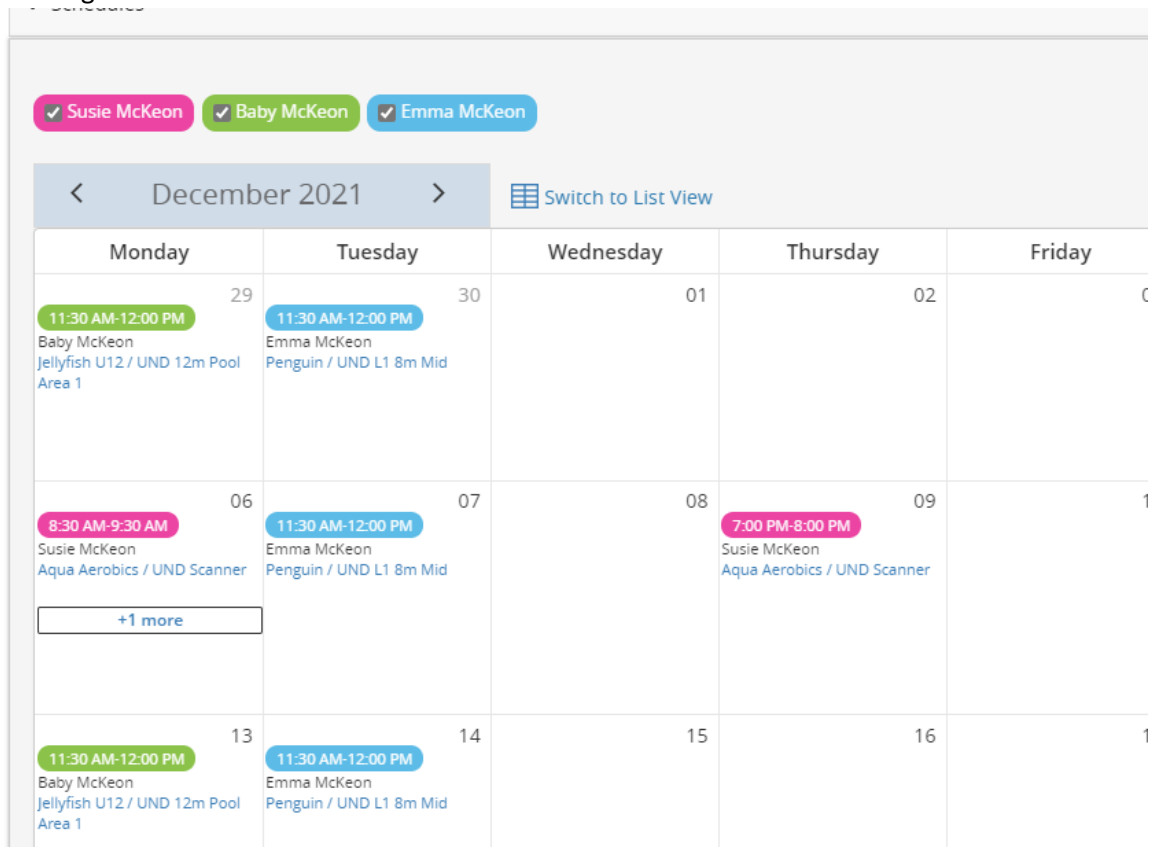 Schedules
Susie McKeon Baby McKeon Emma McKeon
December 2021 Switch to List View
Monday Tuesday Wednesday Thursday Friday
29 30 01 02
11:30 AM-12:00 PM 11:30 AM-12:00 PM
Baby McKeon Emma McKeon
Jellyfish U12 / UND 12m Pool Penguin / UND L1 8m Mid
Area 1
06 07 08 09
8:30 AM-9:30 AM 11:30 AM-12:00 PM 7:00 PM-8:00 PM
Susie McKeon Emma McKeon Susie McKeon
Aqua Aerobics / UND Scanner Penguin / UND L1 8m Mid Aqua Aerobics / UND Scanner
+1 more
13 14 15 16
11:30 AM-12:00 PM 11:30 AM-12:00 PM
Baby McKeon Emma McKeon
Jellyfish U12 / UND 12m Pool Penguin / UND L1 8m Mid
Area 1